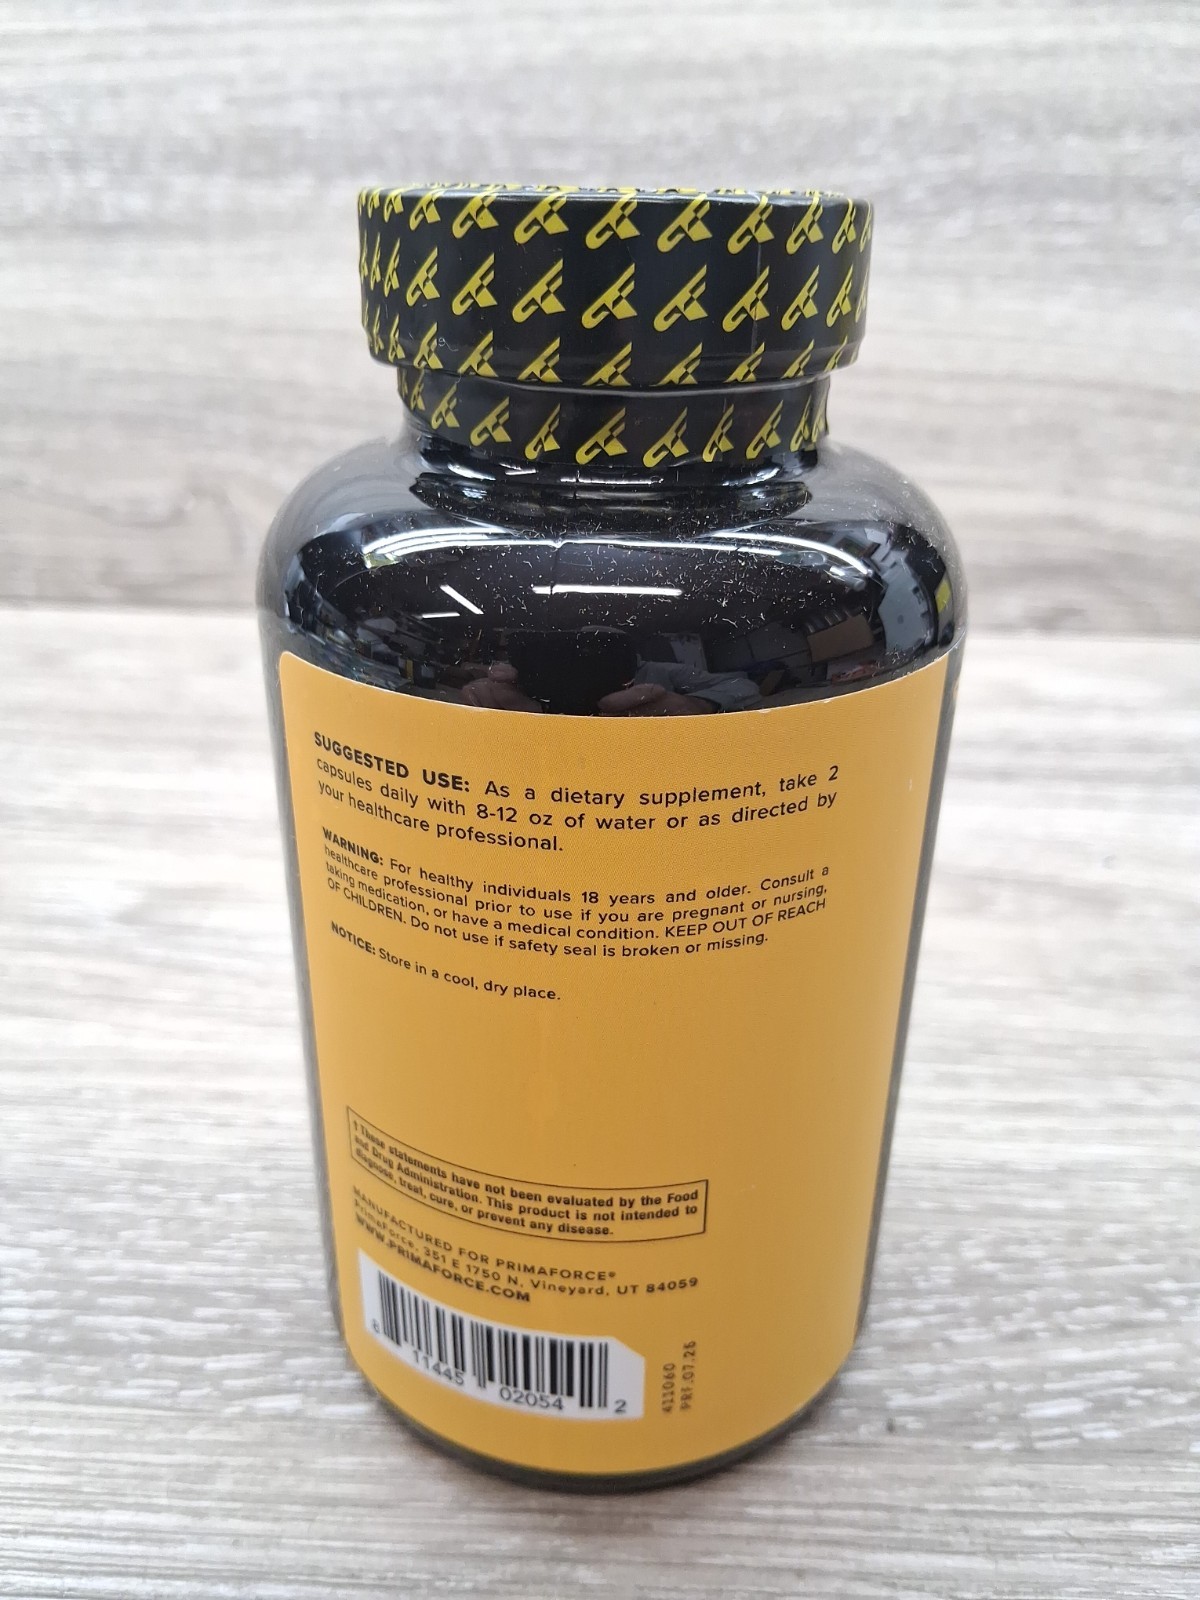 SUGGESTED USE: As a dietary supplement, take 2
capsules daily with 8-12 oz of water or as directed by
your healthcare professional.
WARNING: For healthy individuals 18 years and older. Consult a
healthcare professional prior to use if you are pregnant or nursing,
taking medication, or have a medical condition. KEEP OUT OF REACH
OF CHILDREN. Do not use if safety seal is broken or missing.
NOTICE: Store in a cool, dry place.
† These statements have not been evaluated by the Food
and Drug Administration. This product is not intended to
diagnose, treat, cure, or prevent any disease.
MANUFACTURED FOR PRIMAFORCE®
PrimaForce. 351 E 1750 N, Vineyard, UT 84059
WWW.PRIMAFORCE.COM
8 11445 02054 2
411060